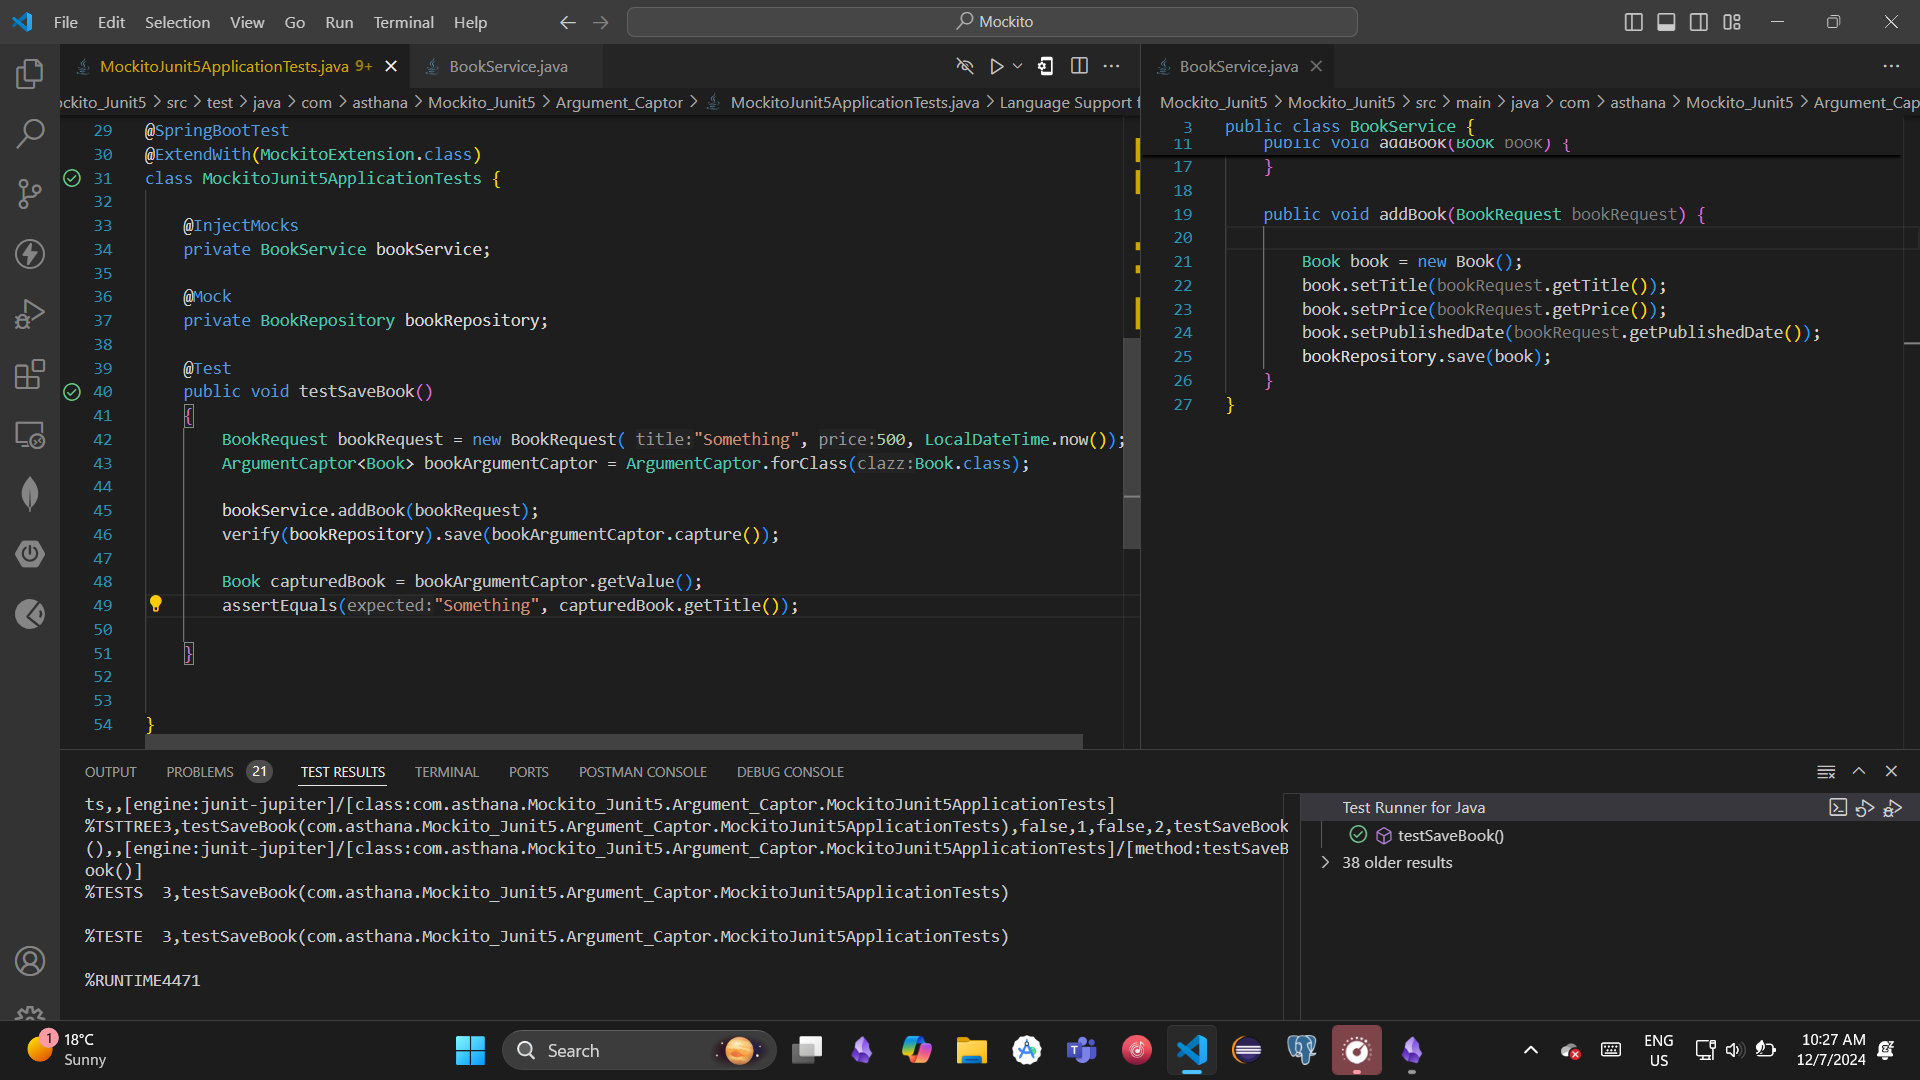 File Edit Selection View Go Run Terminal Help
Mockito
MockitoJunit5ApplicationTests.java 9+
BookService.java
BookService.java
ockito_Junit5 > src > test > java > com > asthana > Mockito_Junit5 > Argument_Captor > MockitoJunit5ApplicationTests.java > Language Support f
Mockito_Junit5 > Mockito_Junit5 > src > main > java > com > asthana > Mockito_Junit5 > Argument_Cap
29 @SpringBootTest
30 @ExtendWith(MockitoExtension.class)
31 class MockitoJunit5ApplicationTests {
32
33 @InjectMocks
34 private BookService bookService;
35
36 @Mock
37 private BookRepository bookRepository;
38
39 @Test
40 public void testSaveBook()
41 {
42 BookRequest bookRequest = new BookRequest( title:"Something", price:500, LocalDateTime.now());
43 ArgumentCaptor<Book> bookArgumentCaptor = ArgumentCaptor.forClass(clazz:Book.class);
44
45 bookService.addBook(bookRequest);
46 verify(bookRepository).save(bookArgumentCaptor.capture());
47
48 Book capturedBook = bookArgumentCaptor.getValue();
49 assertEquals(expected:"Something", capturedBook.getTitle());
50
51 }
52
53
54 }
3 public class BookService {
11 public void addBook(Book book) {
17 }
18
19 public void addBook(BookRequest bookRequest) {
20
21 Book book = new Book();
22 book.setTitle(bookRequest.getTitle());
23 book.setPrice(bookRequest.getPrice());
24 book.setPublishedDate(bookRequest.getPublishedDate());
25 bookRepository.save(book);
26 }
27 }
OUTPUT PROBLEMS 21 TEST RESULTS TERMINAL PORTS POSTMAN CONSOLE DEBUG CONSOLE
ts,,[engine:junit-jupiter]/[class:com.asthana.Mockito_Junit5.Argument_Captor.MockitoJunit5ApplicationTests]
%TSTTREE3,testSaveBook(com.asthana.Mockito_Junit5.Argument_Captor.MockitoJunit5ApplicationTests),false,1,false,2,testSaveBook
(),,[engine:junit-jupiter]/[class:com.asthana.Mockito_Junit5.Argument_Captor.MockitoJunit5ApplicationTests]/[method:testSaveB
ook()]
%TESTS 3,testSaveBook(com.asthana.Mockito_Junit5.Argument_Captor.MockitoJunit5ApplicationTests)
%TESTE 3,testSaveBook(com.asthana.Mockito_Junit5.Argument_Captor.MockitoJunit5ApplicationTests)
%RUNTIME4471
Test Runner for Java
testSaveBook()
38 older results
1
18°C
Sunny
Search
ENG
US
10:27 AM
12/7/2024